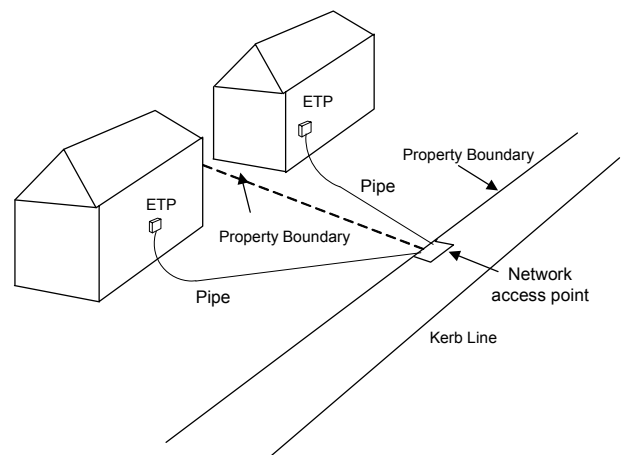 ETP
Property Boundary
Pipe
ETP
Property Boundary
Network
access point
Pipe
Kerb Line